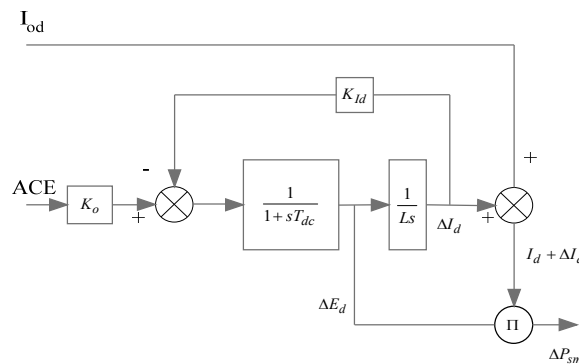 I_od
K_Id
-
+
ACE
K_o
+
1 / (1 + sT_dc)
1 / (Ls)
ΔI_d
+
I_d + ΔI_d
ΔE_d
Π
ΔP_sm